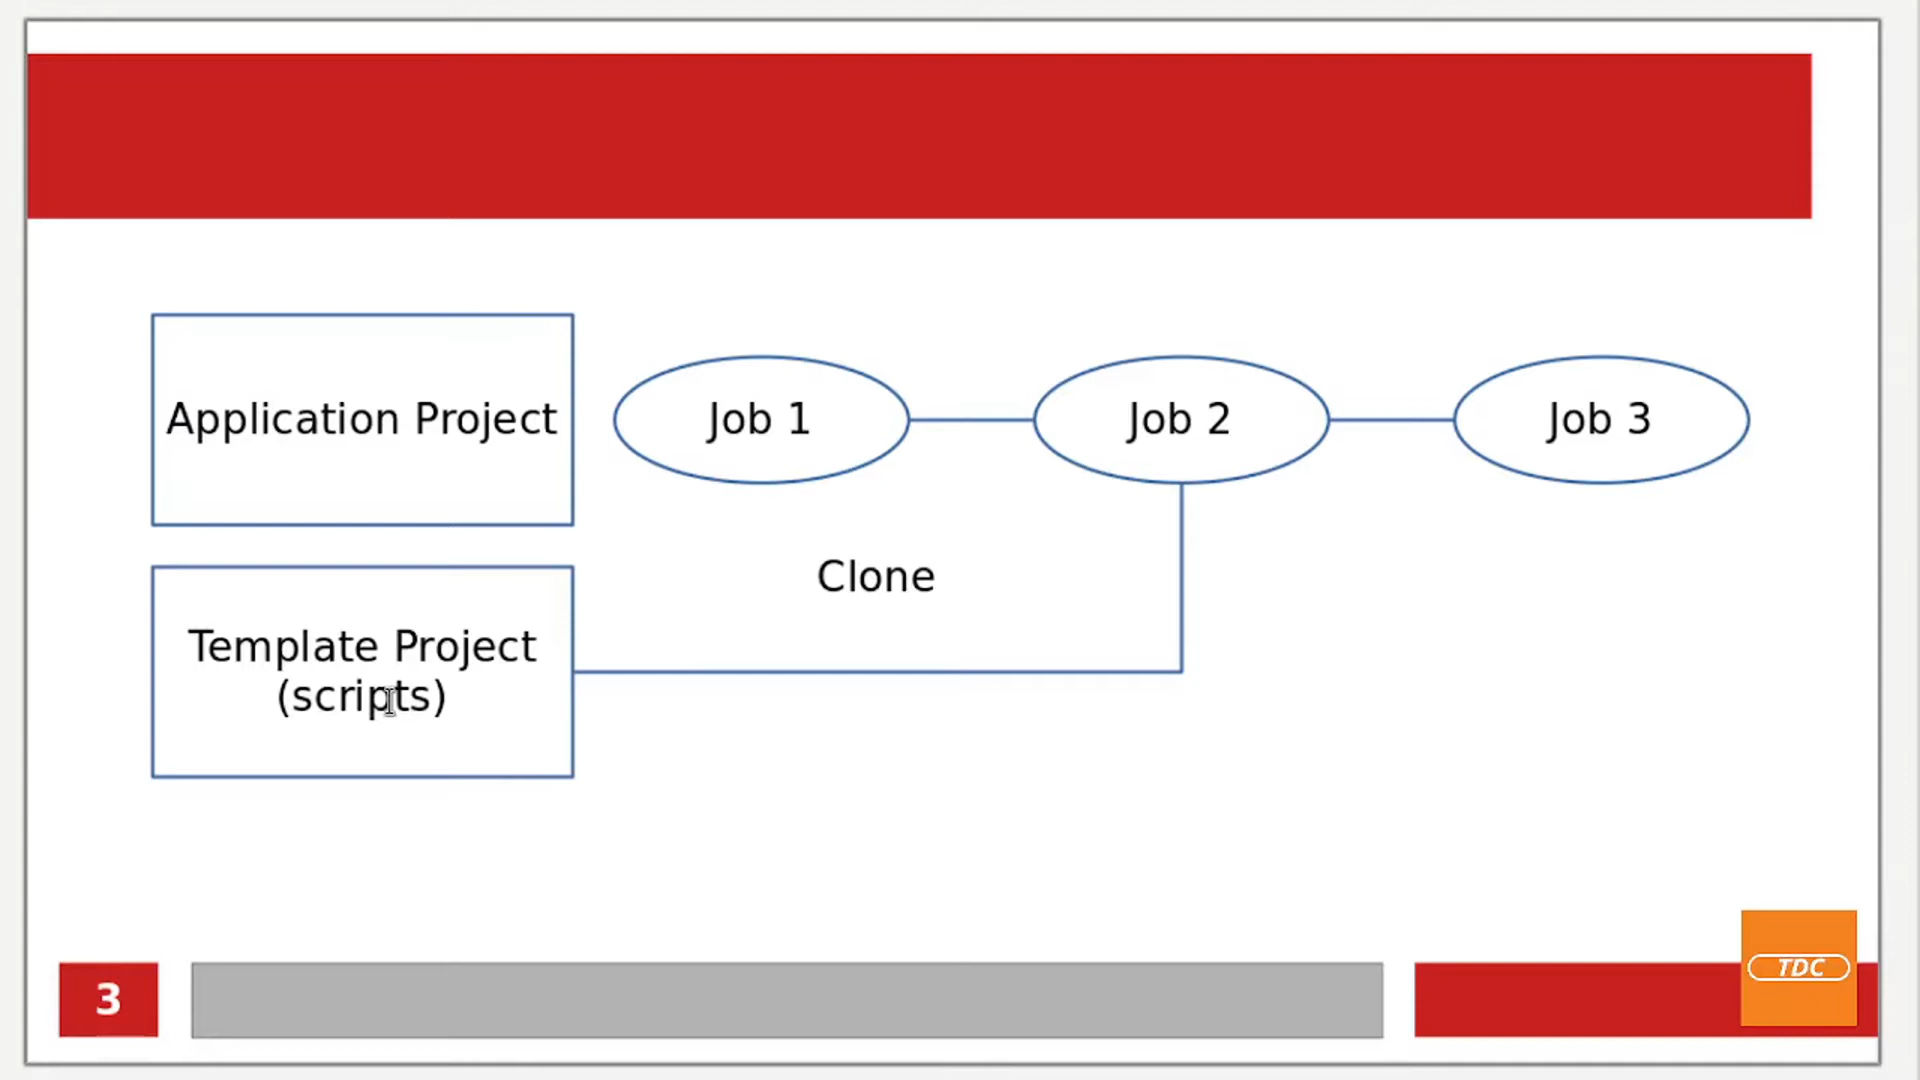 Application Project
Job 1
Job 2
Job 3
Clone
Template Project
(scripts)
3
TDC